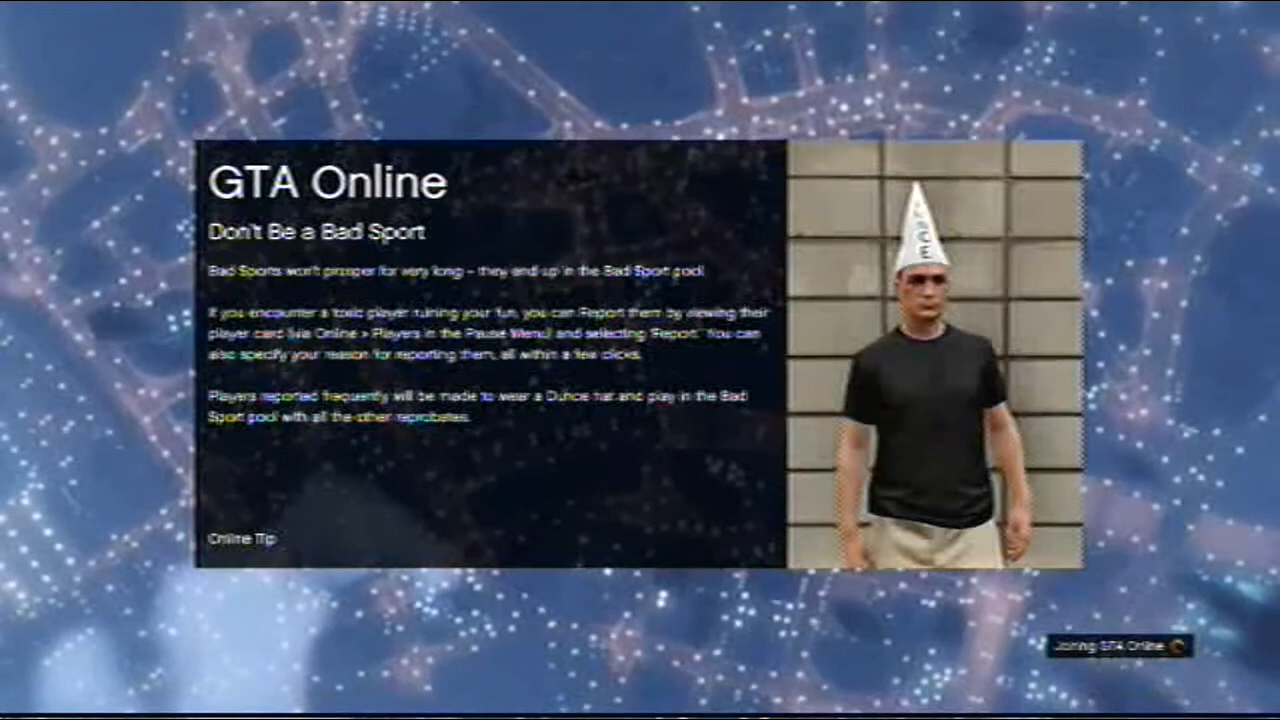 GTA Online
Don't Be a Bad Sport
Bad Sports won't prosper for very long – they end up in the Bad Sport pool.
If you encounter a toxic player ruining your fun, you can Report them by viewing their
player card (via Online > Players in the Pause Menu) and selecting 'Report'. You can
also specify your reason for reporting them, all within a few clicks.
Players reported frequently will be made to wear a Dunce hat and play in the Bad
Sport pool with all the other reprobates.
Online Tip
Joining GTA Online